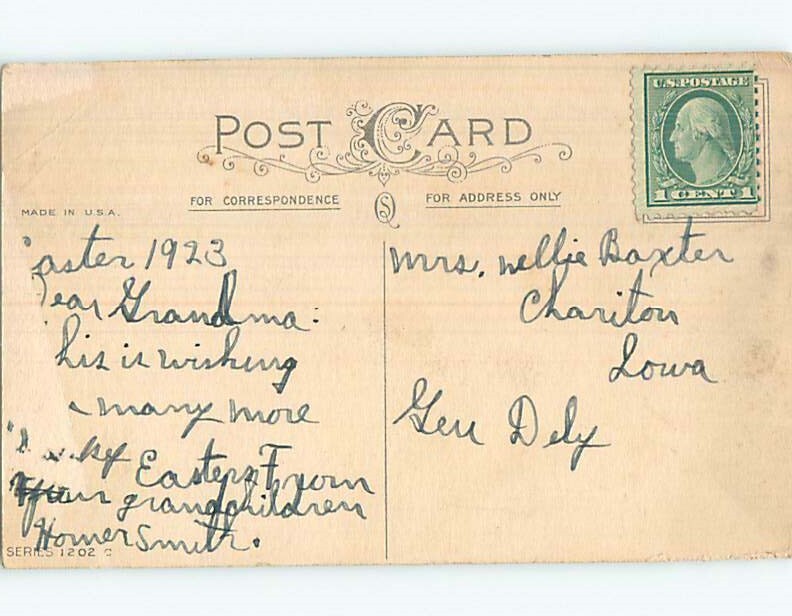 U.S. POSTAGE
1 CENT 1
POST CARD
FOR CORRESPONDENCE
FOR ADDRESS ONLY
MADE IN U.S.A.
aster 1923
ear Grandma:
his is wishing
many more
Easters From
grandchildren
Homer Smith.
SERIES 1202 C
Mrs. Nellie Baxter
Chariton
Iowa
Gen Dely